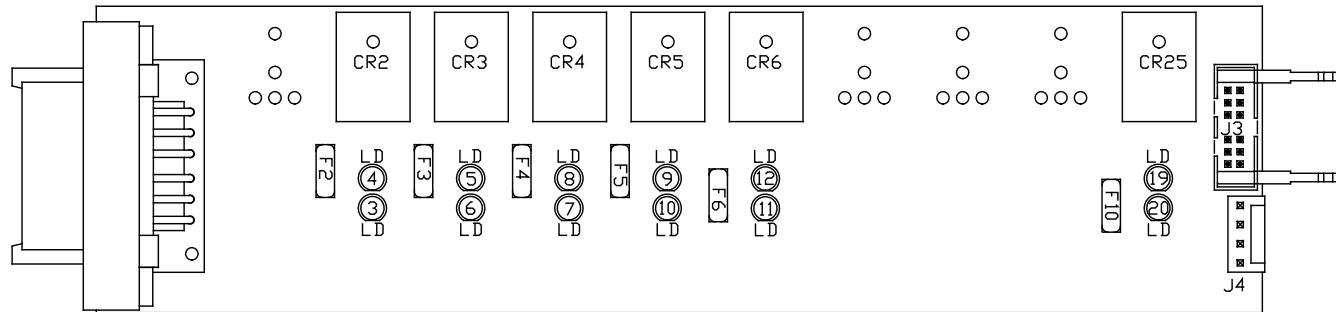 CR2 CR3 CR4 CR5 CR6 CR25
J3
LD LD LD LD LD LD
F2 F3 F4 F5 F6 F10
4 5 8 9 12 19
3 6 7 10 11 20
LD LD LD LD LD LD
J4